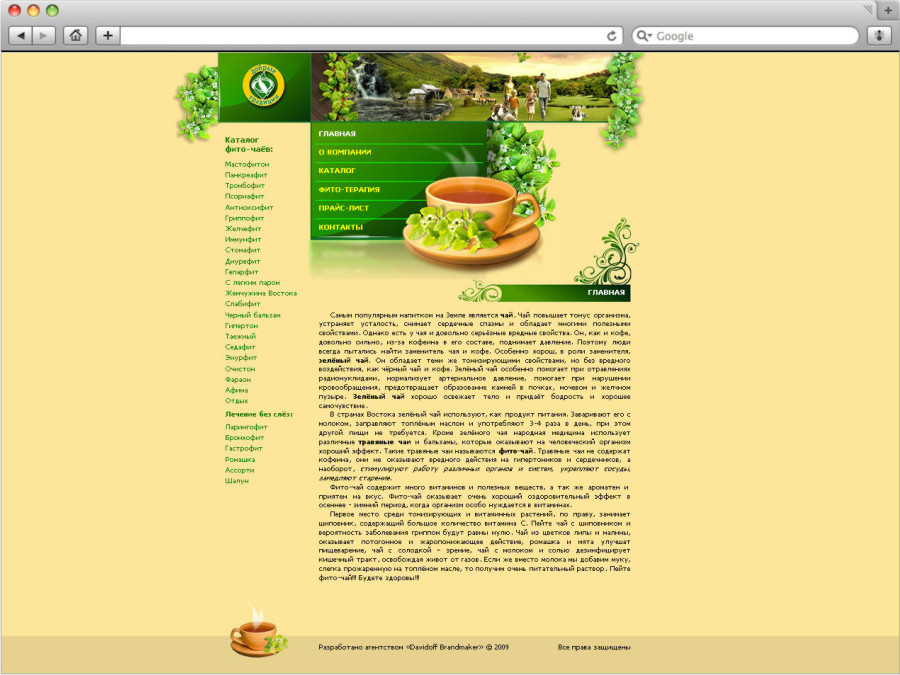 Google
добрые
традиции
Каталог
фито-чаёв:
Мастофитон
Панкреафит
Тромбофит
Псориафит
Антиоксифит
Гриппофит
Желчефит
Иммунфит
Стомафит
Диурефит
Гепарфит
С легким паром
Женчужина Востока
Слабифит
Черный бальзам
Гипертон
Таежный
Седафит
Энурфит
Очистон
Фараон
Афина
Отдых
Лечение без слёз:
Ларингофит
Бронхофит
Гастрофит
Ромашка
Ассорти
Шалун
ГЛАВНАЯ
О КОМПАНИИ
КАТАЛОГ
ФИТО-ТЕРАПИЯ
ПРАЙС-ЛИСТ
КОНТАКТЫ
ГЛАВНАЯ
Самым популярным напитком на Земле является чай. Чай повышает тонус организма,
устраняет усталость, снимает сердечные спазмы и обладает многими полезными
свойствами. Однако есть у чая и довольно серьёзные вредные свойства. Он, как и кофе,
довольно сильно, из-за кофеина в его составе, поднимает давление. Поэтому люди
всегда пытались найти заменитель чая и кофе. Особенно хорош, в роли заменителя,
зелёный чай. Он обладает теми же тонизирующими свойствами, но без вредного
воздействия, как чёрный чай и кофе. Зелёный чай особенно помогает при отравлениях
радионуклидами, нормализует артериальное давление, помогает при нарушении
кровообращения, предотвращает образование камней в почках, мочевом и желчном
пузыре. Зелёный чай хорошо освежает тело и придаёт бодрость и хорошее
самочувствие.
В странах Востока зелёный чай используют, как продукт питания. Заваривают его с
молоком, заправляют топлёным маслом и употребляют 3-4 раза в день, при этом
другой пищи не требуется. Кроме зелёного чая народная медицина использует
различные травяные чаи и бальзамы, которые оказывают на человеческий организм
хороший эффект. Такие травяные чаи называются фито-чай. Травяные чаи не содержат
кофеина, они не оказывают вредного действия на гипертоников и сердечников, а
наоборот, стимулируют работу различных органов и систем, укрепляют сосуды,
замедляют старение.
Фито-чай содержит много витаминов и полезных веществ, а так же ароматен и
приятен на вкус. Фито-чай оказывает очень хороший оздоровительный эффект в
осеннее - зимний период, когда организм особо нуждается в витаминах.
Первое место среди тонизирующих и витаминных растений, по праву, занимает
шиповник, содержащий большое количество витамина С. Пейте чай с шиповником и
вероятность заболевания гриппом будут равны нулю. Чай из цветков липы и малины,
оказывает потогонное и жаропонижающее действие, ромашка и мята улучшат
пищеварение, чай с солодкой – зрение, чай с молоком и солью дезинфицирует
кишечный тракт, освобождая живот от газов. Если же вместо молока мы добавим муку,
слегка прожаренную на топлёном масле, то получим очень питательный раствор. Пейте
фито-чай!!! Будете здоровы!!!
Разработано агентством «Davidoff Brandmaker» © 2009
Все права защищены